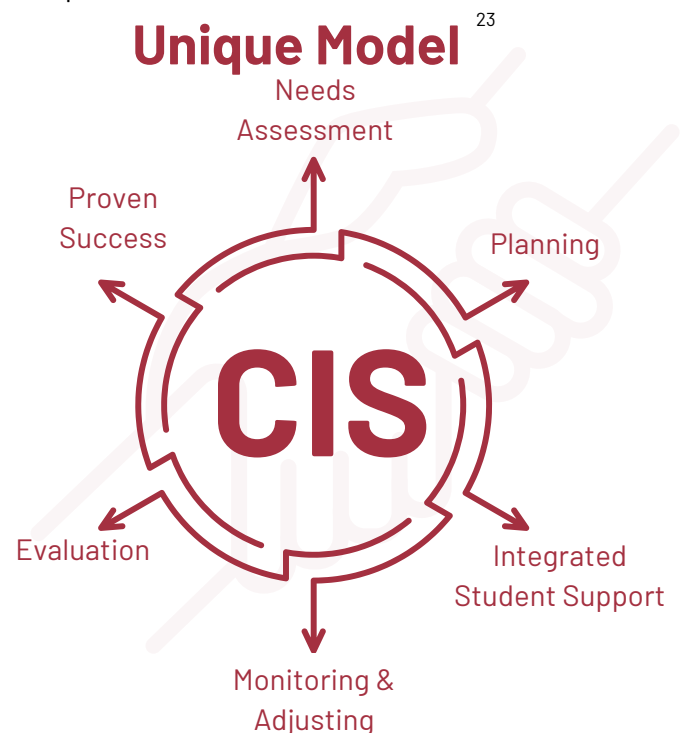 Unique Model 23
Needs
Assessment
Proven
Success
Planning
CIS
Evaluation
Integrated
Student Support
Monitoring &
Adjusting